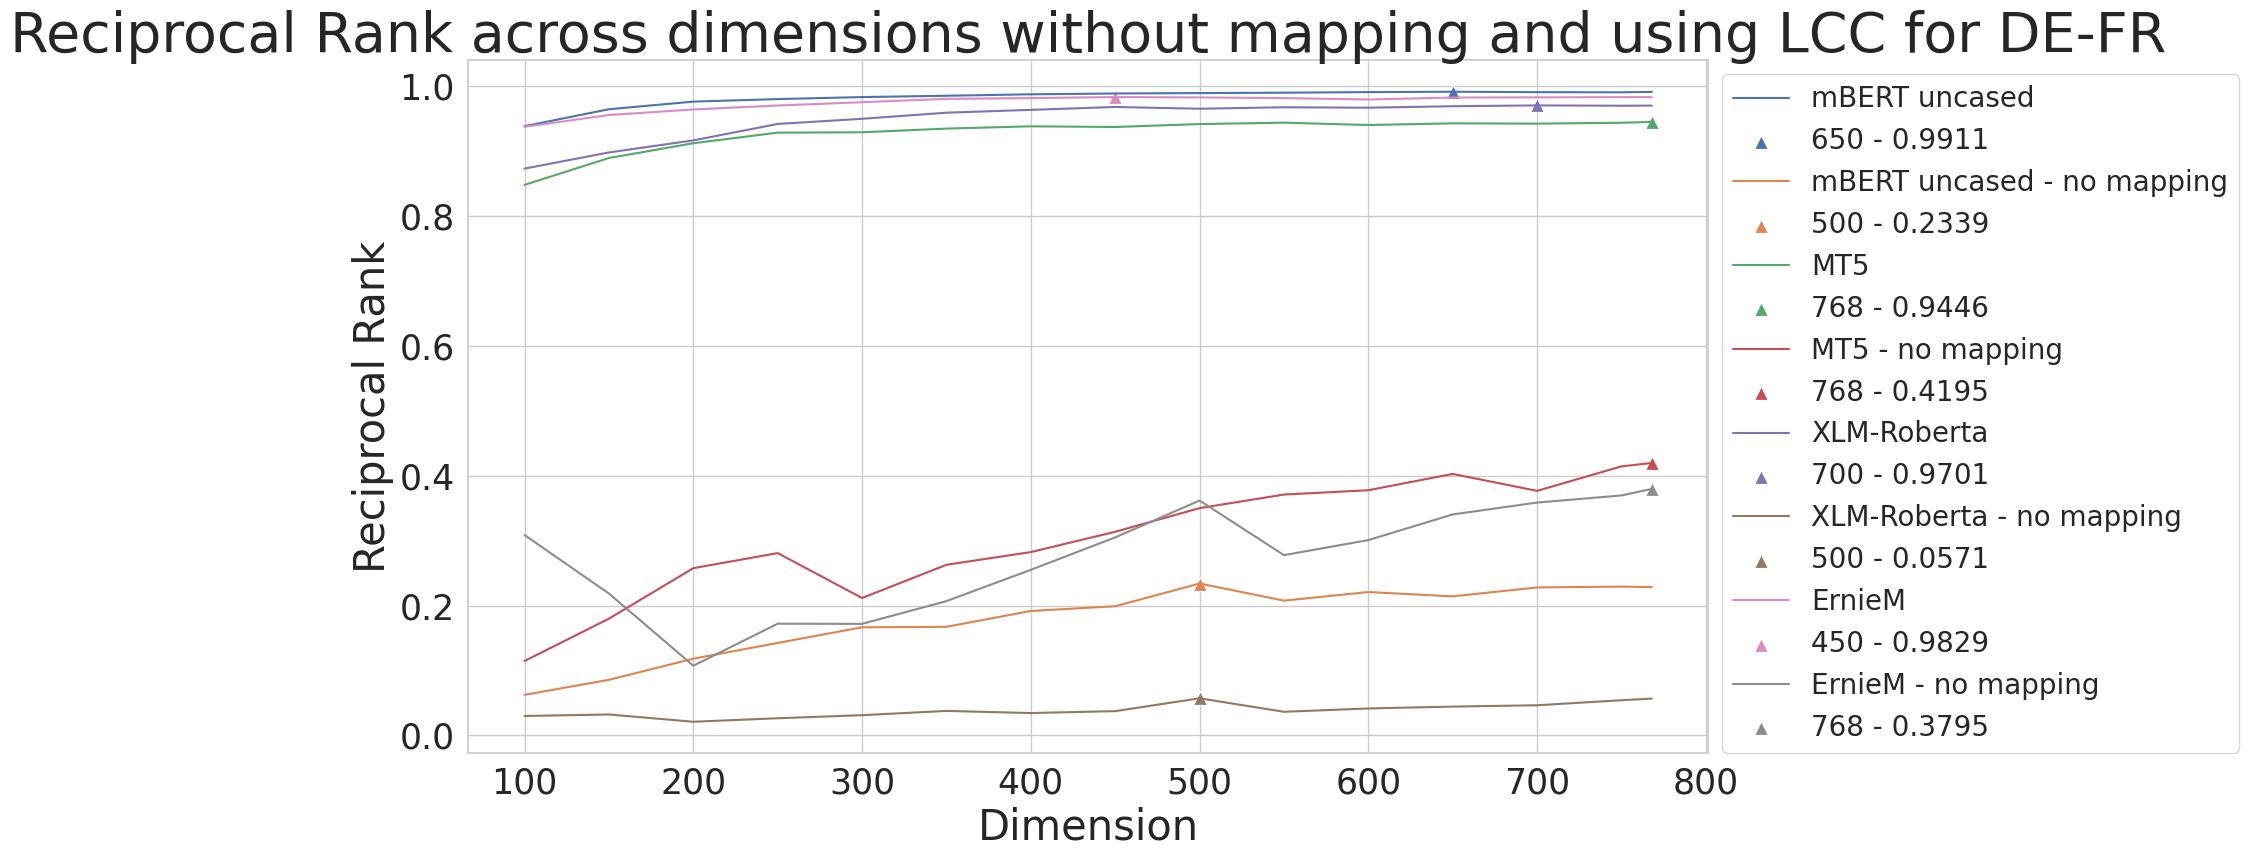 Reciprocal Rank across dimensions without mapping and using LCC for DE-FR
Reciprocal Rank
1.0
0.8
0.6
0.4
0.2
0.0
100 200 300 400 500 600 700 800
Dimension
mBERT uncased
650 - 0.9911
mBERT uncased - no mapping
500 - 0.2339
MT5
768 - 0.9446
MT5 - no mapping
768 - 0.4195
XLM-Roberta
700 - 0.9701
XLM-Roberta - no mapping
500 - 0.0571
ErnieM
450 - 0.9829
ErnieM - no mapping
768 - 0.3795